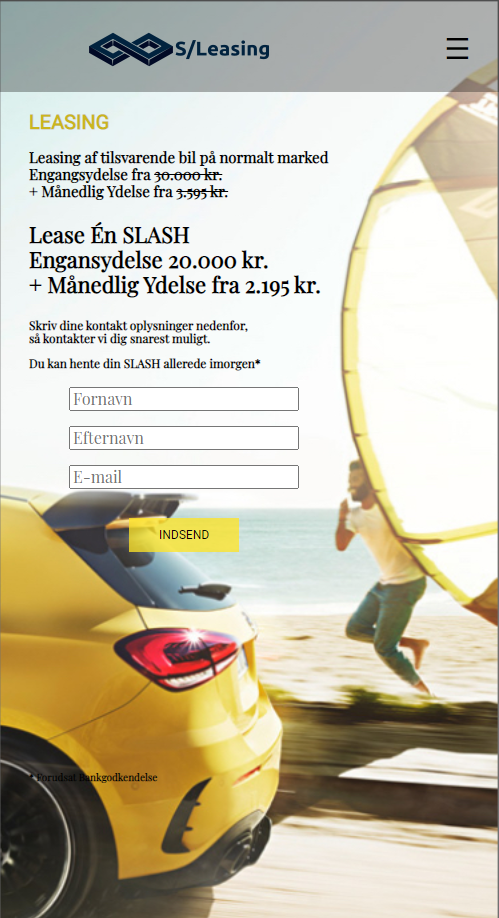 S/Leasing
LEASING
Leasing af tilsvarende bil på normalt marked
Engangsydelse fra 30.000 kr.
+ Månedlig Ydelse fra 3.595 kr.
Lease Én SLASH
Engansydelse 20.000 kr.
+ Månedlig Ydelse fra 2.195 kr.
Skriv dine kontakt oplysninger nedenfor,
så kontakter vi dig snarest muligt.
Du kan hente din SLASH allerede imorgen*
Fornavn
Efternavn
E-mail
INDSEND
* Forudsat Bankgodkendelse